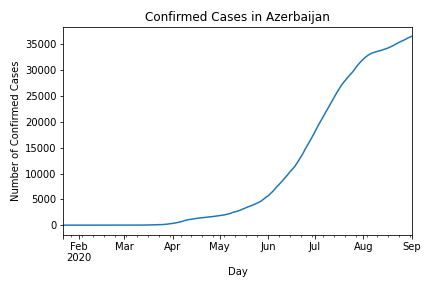 Confirmed Cases in Azerbaijan
Number of Confirmed Cases
35000
30000
25000
20000
15000
10000
5000
0
Feb Mar Apr May Jun Jul Aug Sep
2020
Day